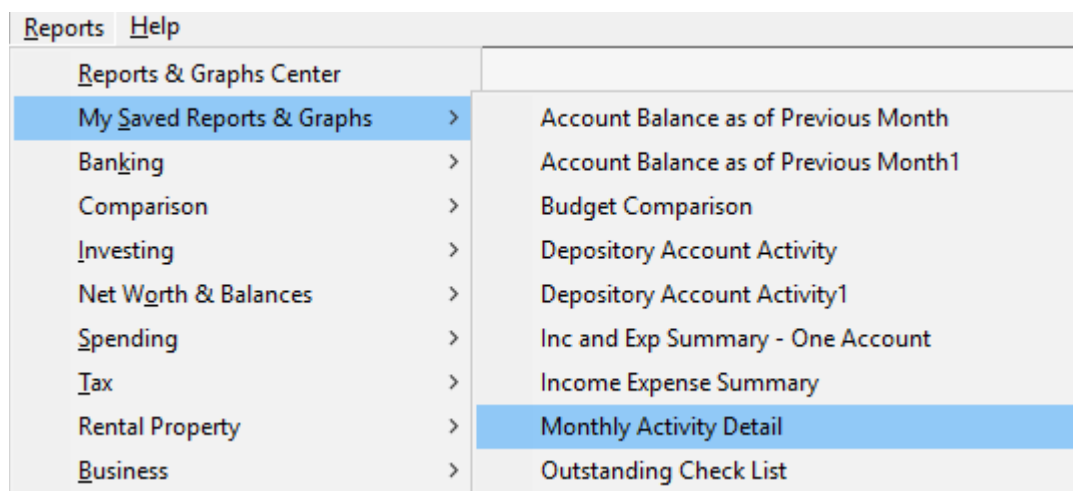 Reports Help
Reports & Graphs Center
My Saved Reports & Graphs >
Banking >
Comparison >
Investing >
Net Worth & Balances >
Spending >
Tax >
Rental Property >
Business >
Account Balance as of Previous Month
Account Balance as of Previous Month1
Budget Comparison
Depository Account Activity
Depository Account Activity1
Inc and Exp Summary - One Account
Income Expense Summary
Monthly Activity Detail
Outstanding Check List